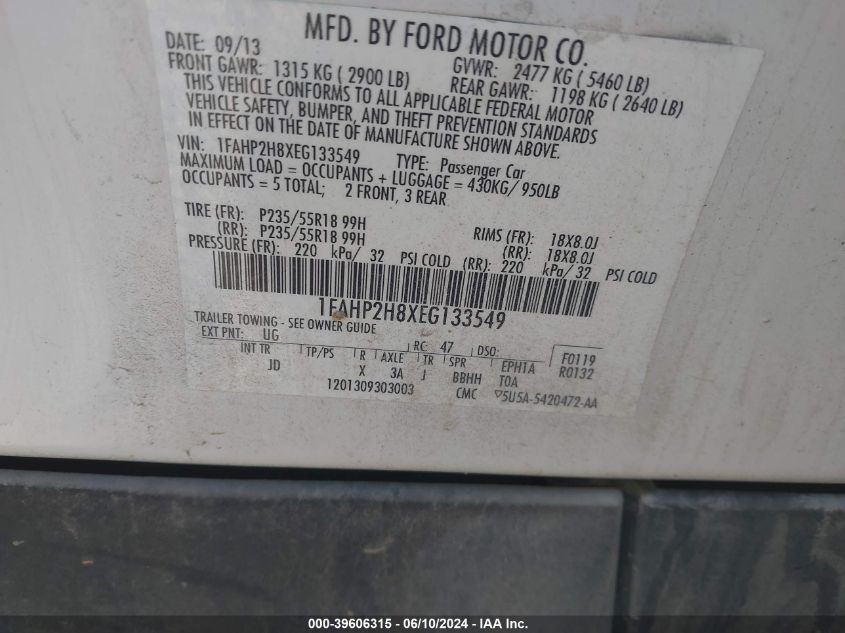 MFD. BY FORD MOTOR CO.
DATE: 09/13
GVWR: 2477 KG ( 5460 LB)
FRONT GAWR: 1315 KG ( 2900 LB)
REAR GAWR: 1198 KG ( 2640 LB)
THIS VEHICLE CONFORMS TO ALL APPLICABLE FEDERAL MOTOR
VEHICLE SAFETY, BUMPER, AND THEFT PREVENTION STANDARDS
IN EFFECT ON THE DATE OF MANUFACTURE SHOWN ABOVE.
VIN: 1FAHP2H8XEG133549 TYPE: Passenger Car
MAXIMUM LOAD = OCCUPANTS + LUGGAGE = 430KG/ 950LB
OCCUPANTS = 5 TOTAL; 2 FRONT, 3 REAR
TIRE (FR): P235/55R18 99H RIMS (FR): 18X8.0J
(RR): P235/55R18 99H (RR): 18X8.0J
PRESSURE (FR): 220 kPa/ 32 PSI COLD (RR): 220 kPa/ 32 PSI COLD
1FAHP2H8XEG133549
TRAILER TOWING - SEE OWNER GUIDE
EXT PNT: UG RC: 47 DSO: F0119
R0132
INT TR TP/PS R AXLE TR SPR EPH1A
JD X 3A J BBHH T0A
1201309303003 CMC ▽5USA-5420472-AA
000-39606315 - 06/10/2024 - IAA Inc.